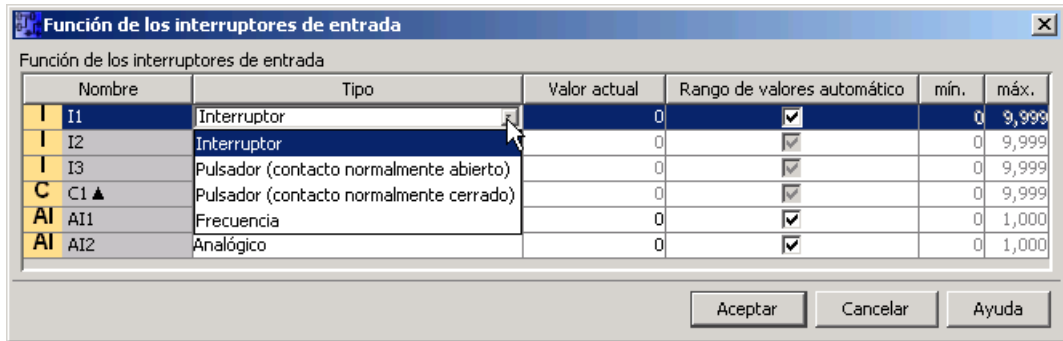 Función de los interruptores de entrada
Función de los interruptores de entrada
Nombre Tipo Valor actual Rango de valores automático mín. máx.
I I1 Interruptor 0 0 9,999
I I2 Interruptor 0 0 9,999
I I3 Pulsador (contacto normalmente abierto) 0 0 9,999
C C1▲ Pulsador (contacto normalmente cerrado) 0 0 9,999
AI AI1 Frecuencia 0 0 1,000
AI AI2 Analógico 0 0 1,000
Aceptar Cancelar Ayuda